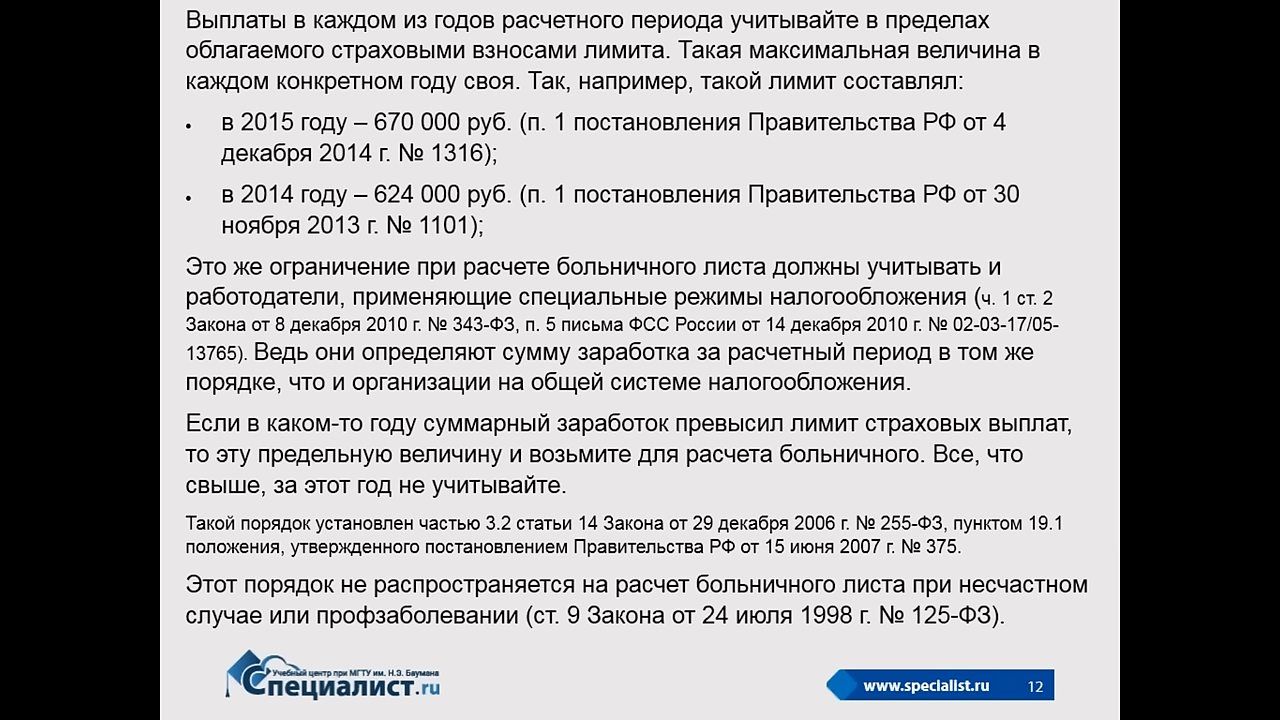 Выплаты в каждом из годов расчетного периода учитывайте в пределах
облагаемого страховыми взносами лимита. Такая максимальная величина в
каждом конкретном году своя. Так, например, такой лимит составлял:
• в 2015 году – 670 000 руб. (п. 1 постановления Правительства РФ от 4
декабря 2014 г. № 1316);
• в 2014 году – 624 000 руб. (п. 1 постановления Правительства РФ от 30
ноября 2013 г. № 1101);
Это же ограничение при расчете больничного листа должны учитывать и
работодатели, применяющие специальные режимы налогообложения (ч. 1 ст. 2
Закона от 8 декабря 2010 г. № 343-ФЗ, п. 5 письма ФСС России от 14 декабря 2010 г. № 02-03-17/05-
13765). Ведь они определяют сумму заработка за расчетный период в том же
порядке, что и организации на общей системе налогообложения.
Если в каком-то году суммарный заработок превысил лимит страховых выплат,
то эту предельную величину и возьмите для расчета больничного. Все, что
свыше, за этот год не учитывайте.
Такой порядок установлен частью 3.2 статьи 14 Закона от 29 декабря 2006 г. № 255-ФЗ, пунктом 19.1
положения, утвержденного постановлением Правительства РФ от 15 июня 2007 г. № 375.
Этот порядок не распространяется на расчет больничного листа при несчастном
случае или профзаболевании (ст. 9 Закона от 24 июля 1998 г. № 125-ФЗ).
Учебный центр при МГТУ им. Н.Э. Баумана
Специалист.ru
www.specialist.ru 12